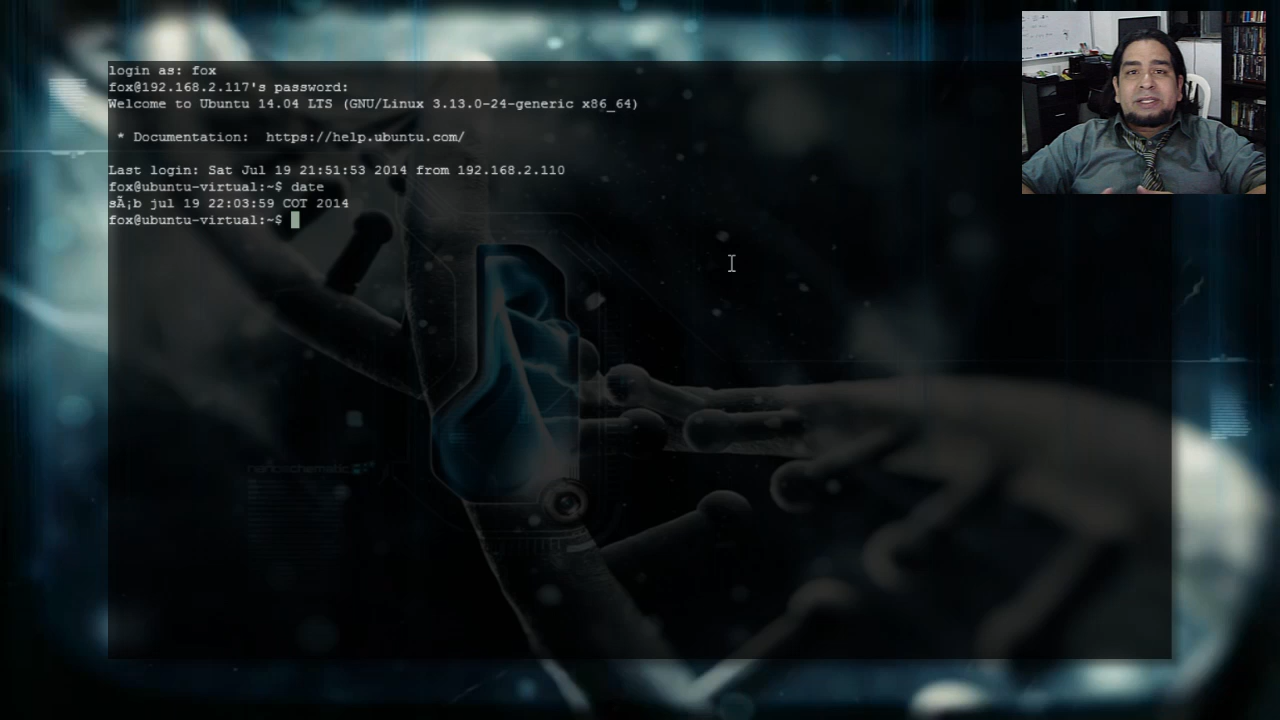 login as: fox
fox@192.168.2.117's password:
Welcome to Ubuntu 14.04 LTS (GNU/Linux 3.13.0-24-generic x86_64)
* Documentation:  https://help.ubuntu.com/
Last login: Sat Jul 19 21:51:53 2014 from 192.168.2.110
fox@ubuntu-virtual:~$ date
sÃ¡b jul 19 22:03:59 COT 2014
fox@ubuntu-virtual:~$